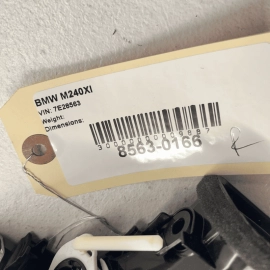 BMW M240XI
VIN: 7E28563
Weight:
Dimensions:
8563-0166